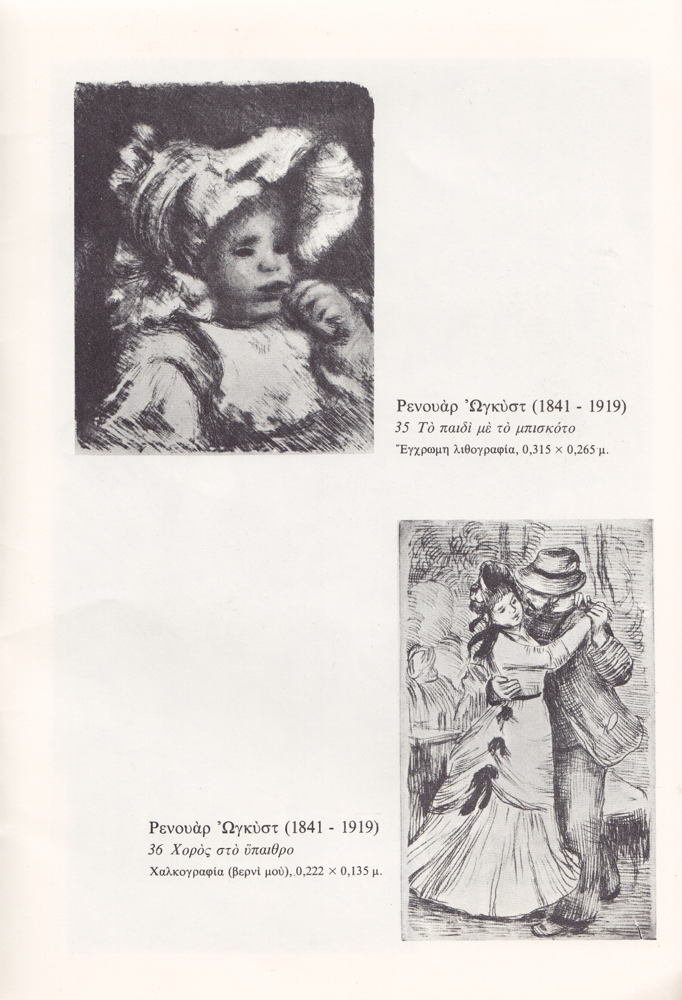 Ρενουὰρ Ὠγκὺστ (1841 - 1919)
35 Τὸ παιδὶ μὲ τὸ μπισκότο
Ἔγχρωμη λιθογραφία, 0,315 × 0,265 μ.
Ρενουὰρ Ὠγκὺστ (1841 - 1919)
36 Χορὸς στὸ ὕπαιθρο
Χαλκογραφία (βερνὶ μοὺ), 0,222 × 0,135 μ.